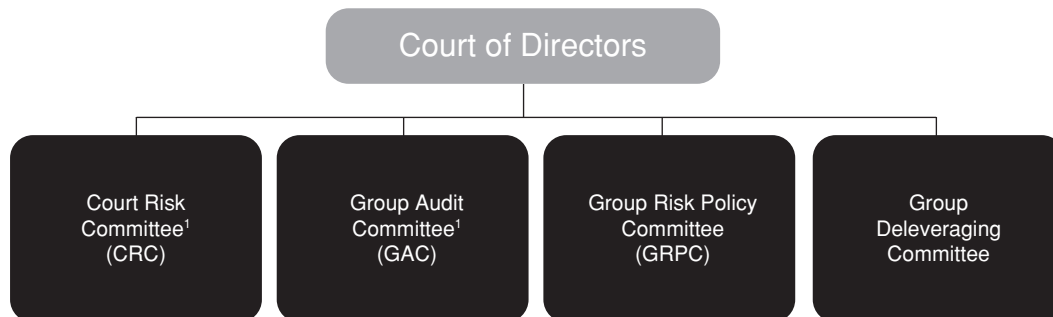 Court of Directors
Court Risk
Committee¹
(CRC)
Group Audit
Committee¹
(GAC)
Group Risk Policy
Committee
(GRPC)
Group
Deleveraging
Committee